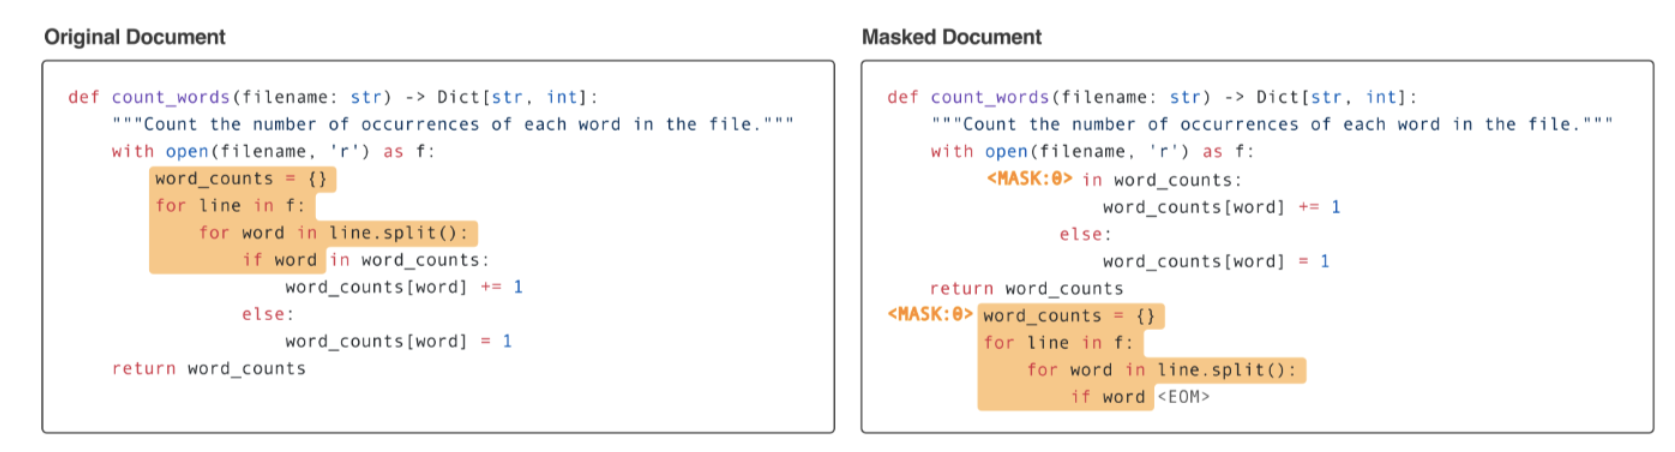 Original Document
def count_words(filename: str) -> Dict[str, int]:
    """Count the number of occurrences of each word in the file."""
    with open(filename, 'r') as f:
        word_counts = {}
        for line in f:
            for word in line.split():
                if word in word_counts:
                    word_counts[word] += 1
                else:
                    word_counts[word] = 1
    return word_counts
Masked Document
def count_words(filename: str) -> Dict[str, int]:
    """Count the number of occurrences of each word in the file."""
    with open(filename, 'r') as f:
        <MASK:0> in word_counts:
                    word_counts[word] += 1
                else:
                    word_counts[word] = 1
    return word_counts
<MASK:0> word_counts = {}
        for line in f:
            for word in line.split():
                if word <EOM>